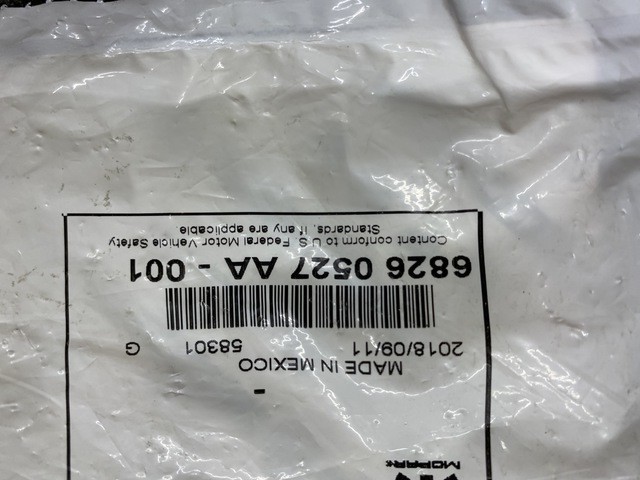 MOPAR
MADE IN MEXICO
2018/09/11 58301 G
6826 0527 AA - 001
Content conform to U.S. Federal Motor Vehicle Safety
Standards, if any are applicable.